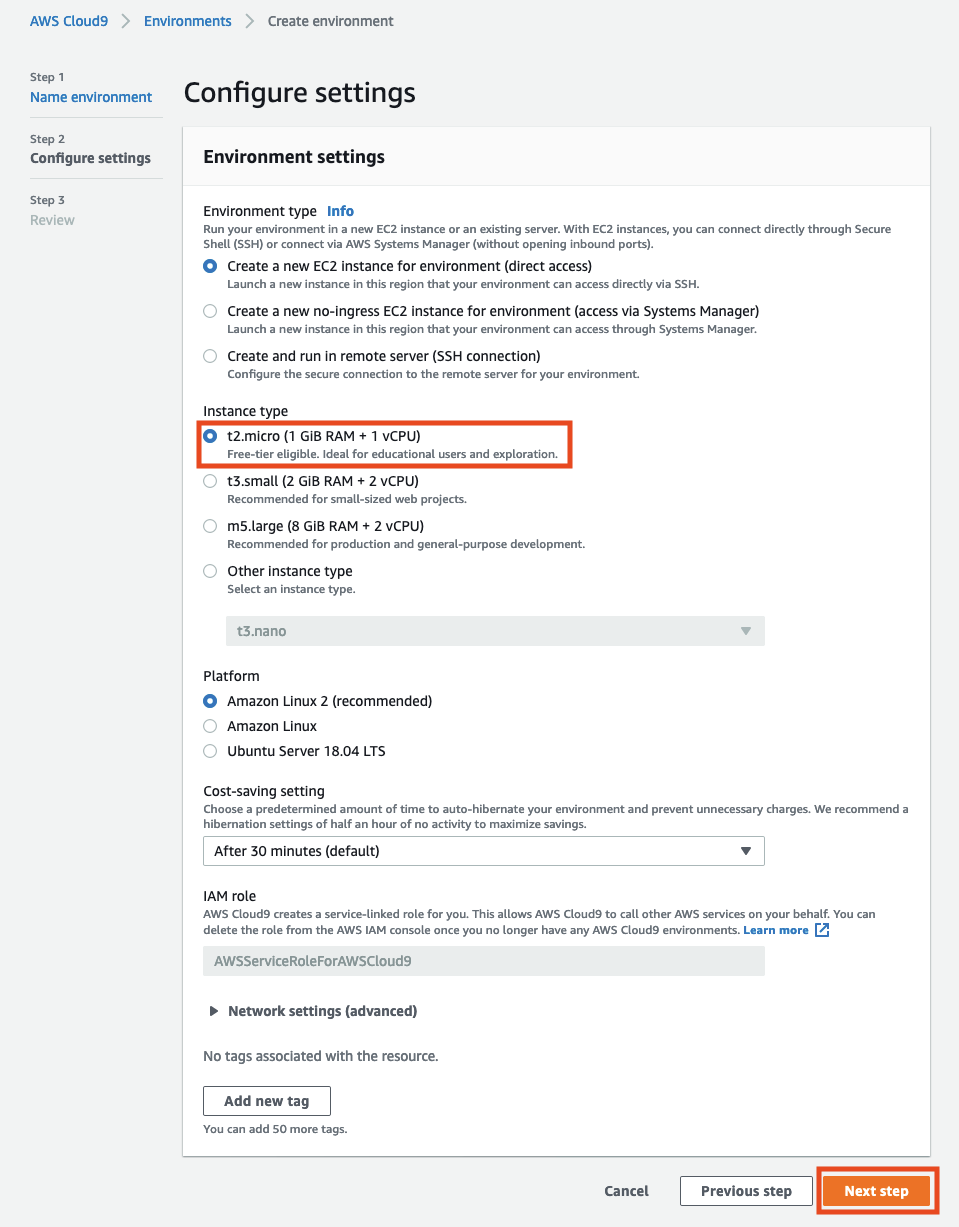 AWS Cloud9 > Environments > Create environment
Step 1
Name environment
Step 2
Configure settings
Step 3
Review
Configure settings
Environment settings
Environment type Info
Run your environment in a new EC2 instance or an existing server. With EC2 instances, you can connect directly through Secure
Shell (SSH) or connect via AWS Systems Manager (without opening inbound ports).
Create a new EC2 instance for environment (direct access)
Launch a new instance in this region that your environment can access directly via SSH.
Create a new no-ingress EC2 instance for environment (access via Systems Manager)
Launch a new instance in this region that your environment can access through Systems Manager.
Create and run in remote server (SSH connection)
Configure the secure connection to the remote server for your environment.
Instance type
t2.micro (1 GiB RAM + 1 vCPU)
Free-tier eligible. Ideal for educational users and exploration.
t3.small (2 GiB RAM + 2 vCPU)
Recommended for small-sized web projects.
m5.large (8 GiB RAM + 2 vCPU)
Recommended for production and general-purpose development.
Other instance type
Select an instance type.
t3.nano
Platform
Amazon Linux 2 (recommended)
Amazon Linux
Ubuntu Server 18.04 LTS
Cost-saving setting
Choose a predetermined amount of time to auto-hibernate your environment and prevent unnecessary charges. We recommend a
hibernation settings of half an hour of no activity to maximize savings.
After 30 minutes (default)
IAM role
AWS Cloud9 creates a service-linked role for you. This allows AWS Cloud9 to call other AWS services on your behalf. You can
delete the role from the AWS IAM console once you no longer have any AWS Cloud9 environments. Learn more
AWSServiceRoleForAWSCloud9
Network settings (advanced)
No tags associated with the resource.
Add new tag
You can add 50 more tags.
Cancel Previous step Next step